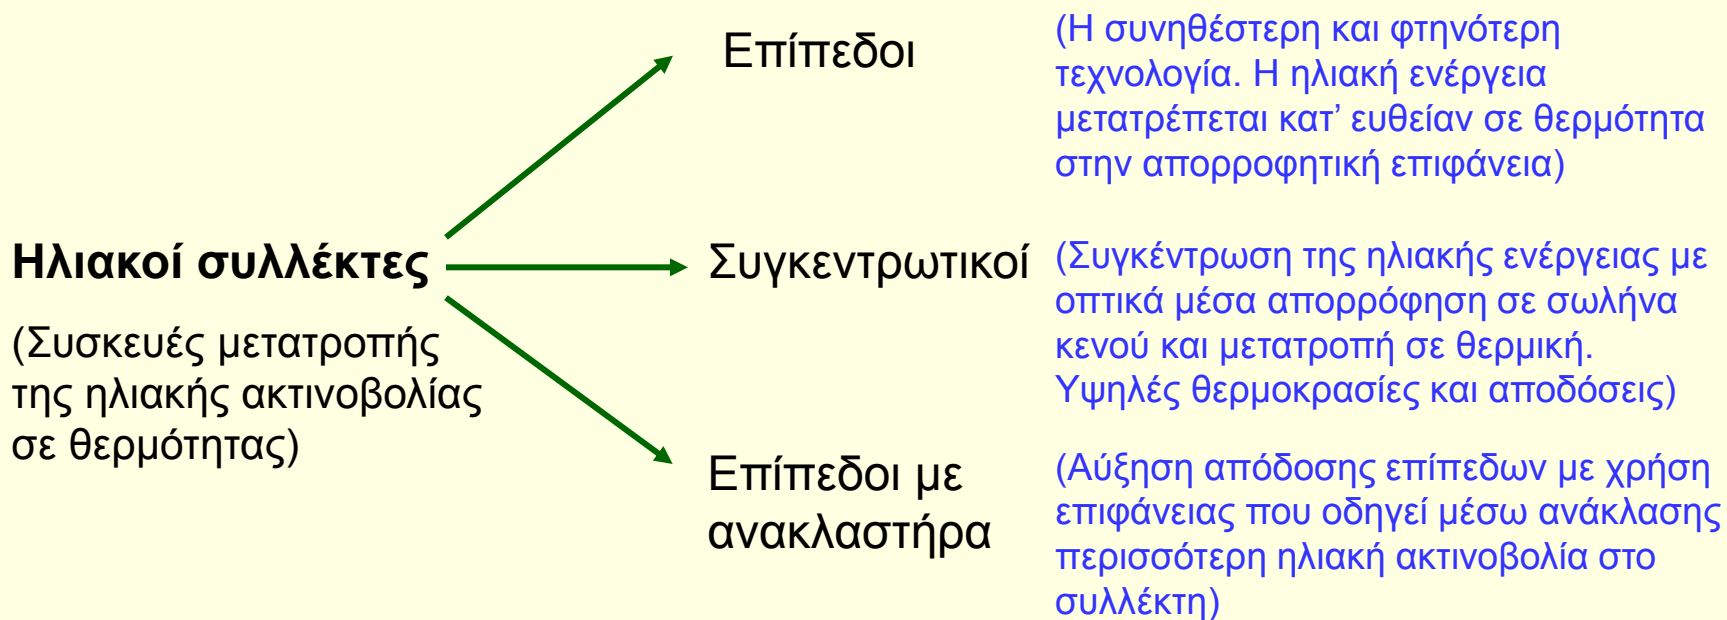 Ηλιακοί συλλέκτες
(Συσκευές μετατροπής
της ηλιακής ακτινοβολίας
σε θερμότητας)
Επίπεδοι
(Η συνηθέστερη και φτηνότερη
τεχνολογία. Η ηλιακή ενέργεια
μετατρέπεται κατ’ ευθείαν σε θερμότητα
στην απορροφητική επιφάνεια)
Συγκεντρωτικοί
(Συγκέντρωση της ηλιακής ενέργειας με
οπτικά μέσα απορρόφηση σε σωλήνα
κενού και μετατροπή σε θερμική.
Υψηλές θερμοκρασίες και αποδόσεις)
Επίπεδοι με
ανακλαστήρα
(Αύξηση απόδοσης επίπεδων με χρήση
επιφάνειας που οδηγεί μέσω ανάκλασης
περισσότερη ηλιακή ακτινοβολία στο
συλλέκτη)